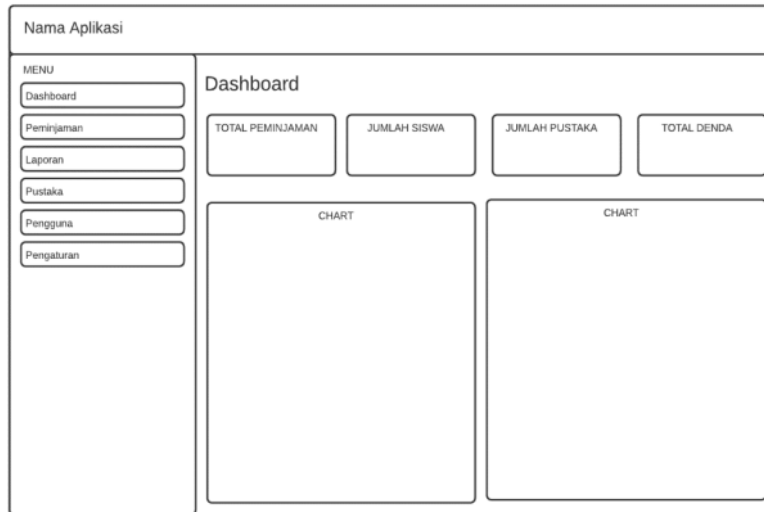 Nama Aplikasi
MENU
Dashboard
Peminjaman
Laporan
Pustaka
Pengguna
Pengaturan
Dashboard
TOTAL PEMINJAMAN
JUMLAH SISWA
JUMLAH PUSTAKA
TOTAL DENDA
CHART
CHART